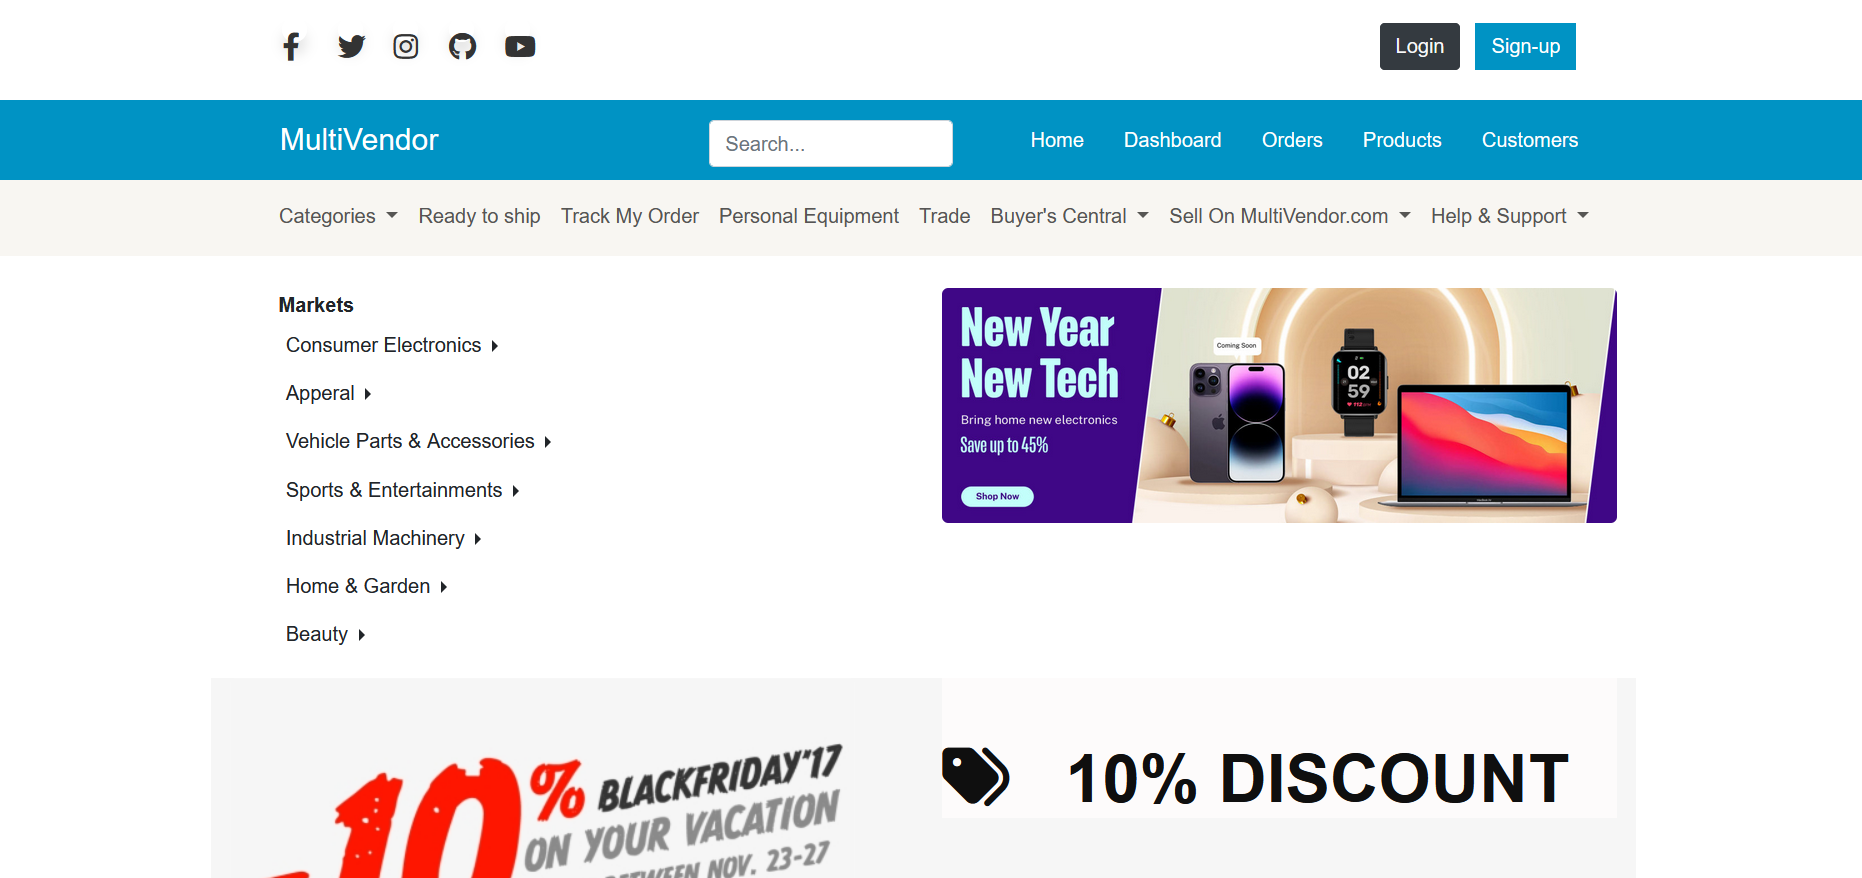 Login Sign-up
MultiVendor Search... Home Dashboard Orders Products Customers
Categories Ready to ship Track My Order Personal Equipment Trade Buyer's Central Sell On MultiVendor.com Help & Support
Markets
Consumer Electronics
Apperal
Vehicle Parts & Accessories
Sports & Entertainments
Industrial Machinery
Home & Garden
Beauty
New Year
New Tech
Bring home new electronics
Save up to 45%
Shop Now
Coming Soon
02
59
10% BLACKFRIDAY'17
ON YOUR VACATION
BETWEEN NOV. 23-27
10% DISCOUNT